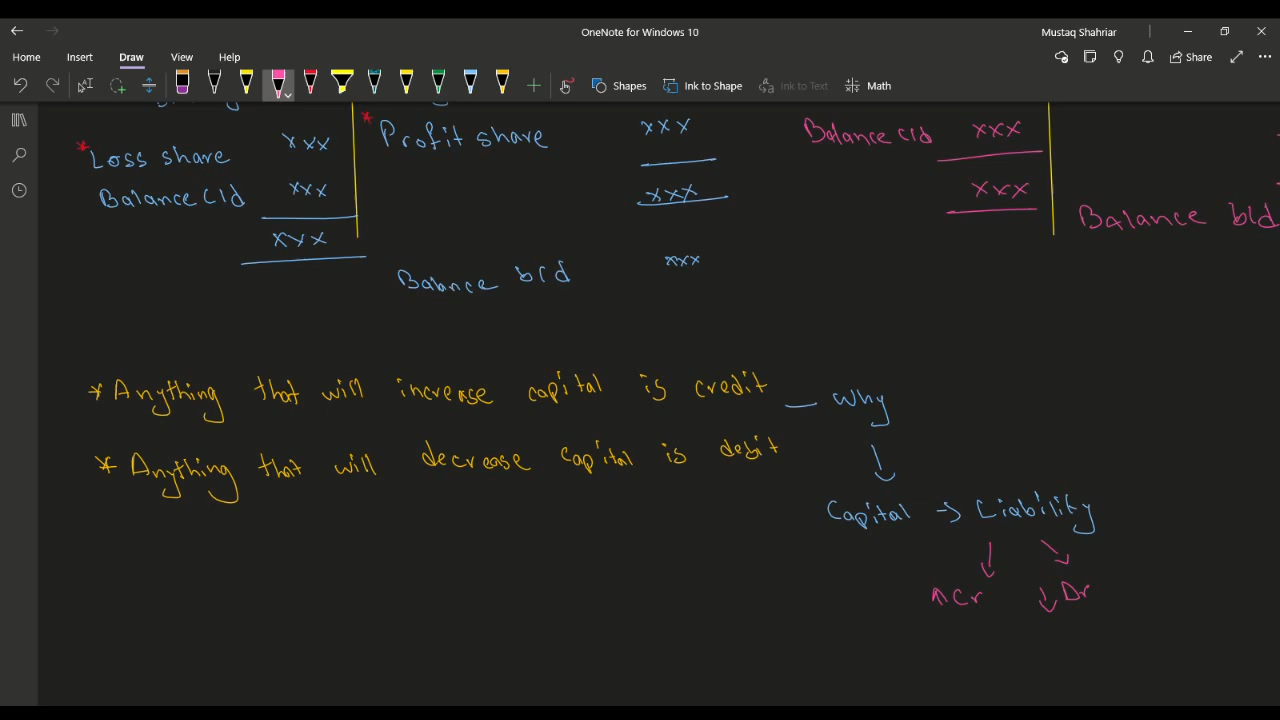 OneNote for Windows 10
Mustaq Shahriar
Home Insert Draw View Help
Share
Shapes Ink to Shape Ink to Text Math
* Loss share xxx
Balance C/d xxx
xxx
* Profit share xxx
xxx
Balance b/d xxx
Balance c/d xxx
xxx
Balance b/d
* Anything that will increase capital is credit — Why
* Anything that will decrease capital is debit
Capital → Liability
↑ Cr ↓ Dr